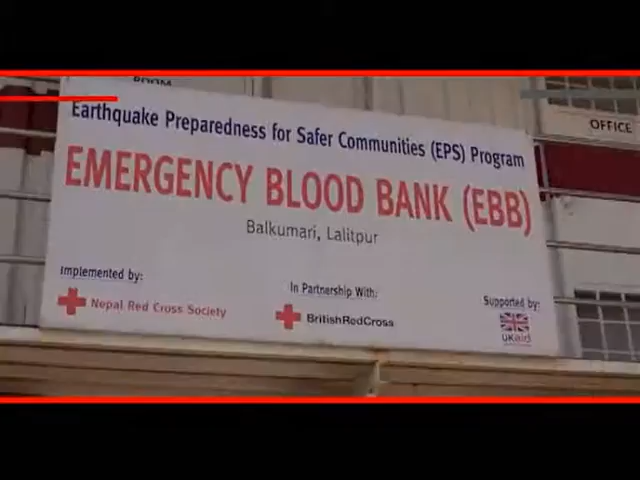 ROOM
OFFICE
Earthquake Preparedness for Safer Communities (EPS) Program
EMERGENCY BLOOD BANK (EBB)
Balkumari, Lalitpur
Implemented by:
Nepal Red Cross Society
In Partnership With:
BritishRedCross
Supported by:
UKaid